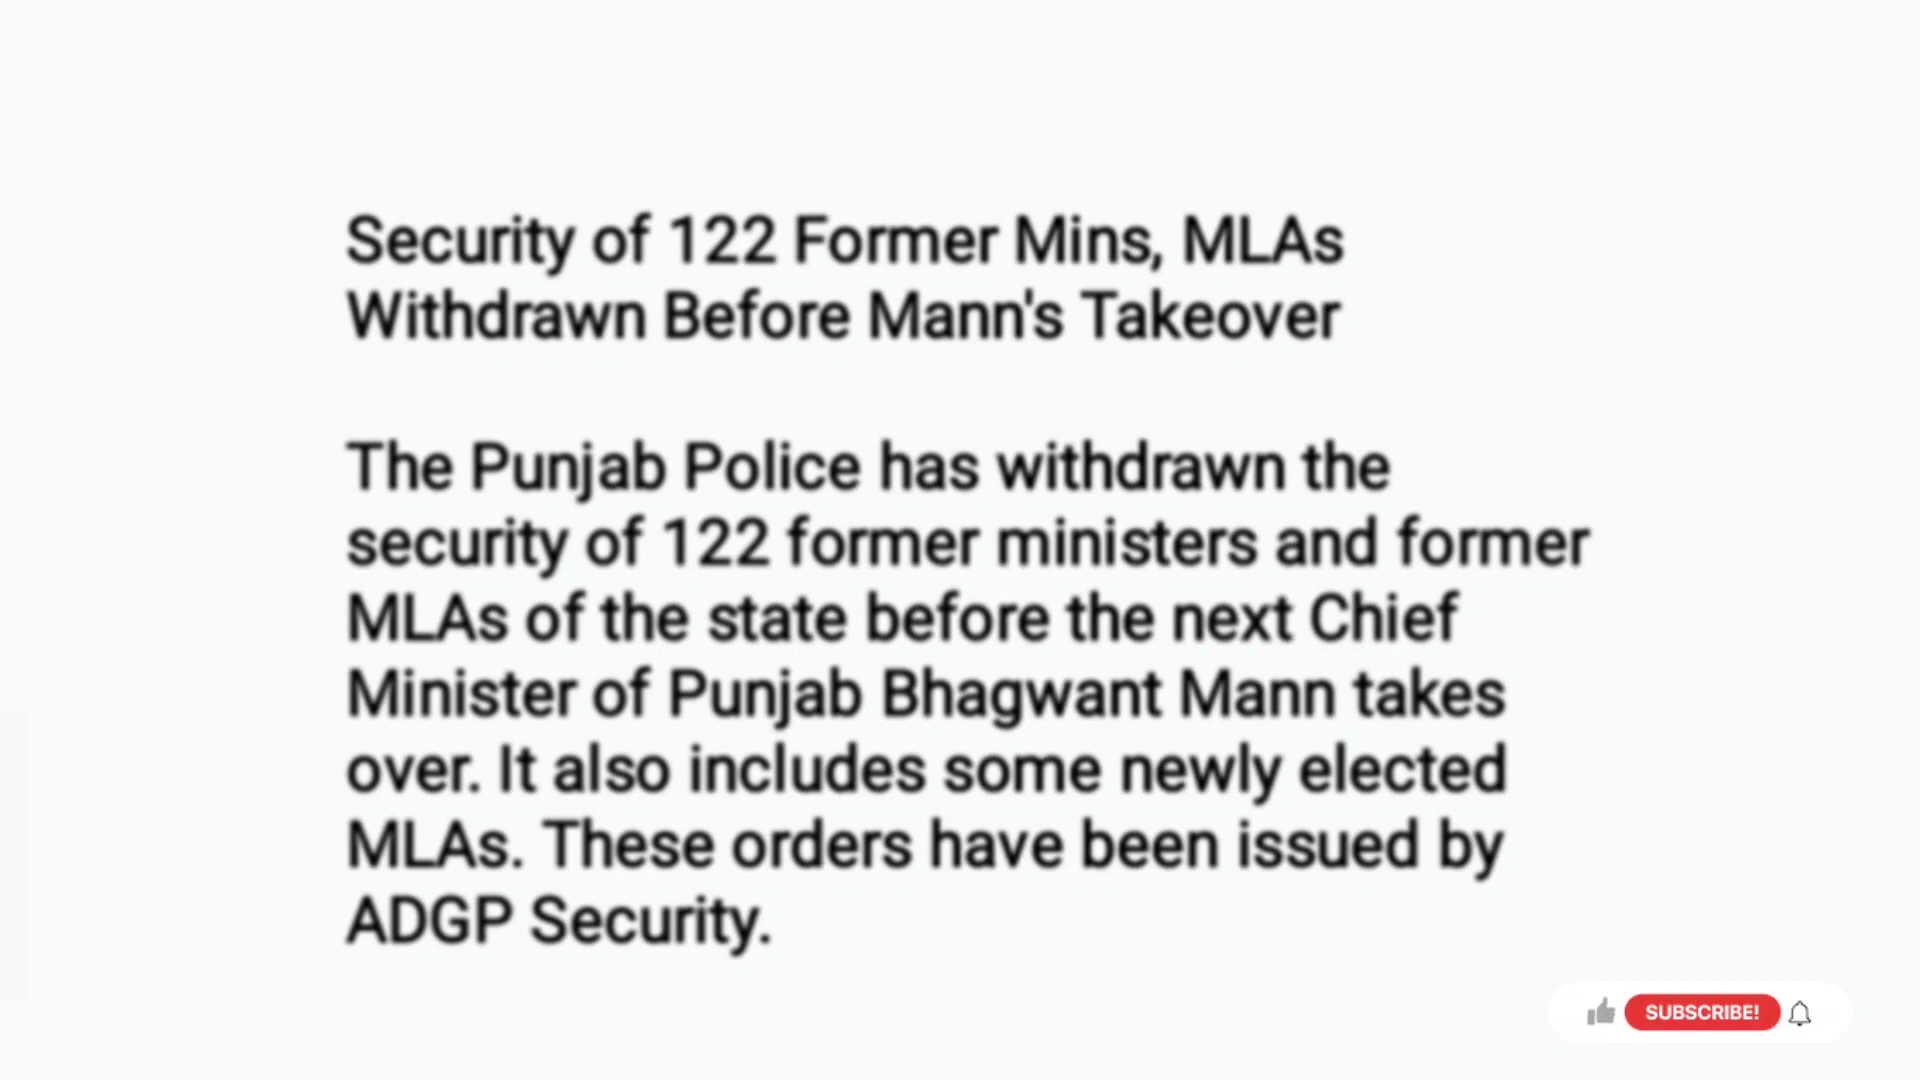 Security of 122 Former Mins, MLAs
Withdrawn Before Mann's Takeover
The Punjab Police has withdrawn the
security of 122 former ministers and former
MLAs of the state before the next Chief
Minister of Punjab Bhagwant Mann takes
over. It also includes some newly elected
MLAs. These orders have been issued by
ADGP Security.
SUBSCRIBE!